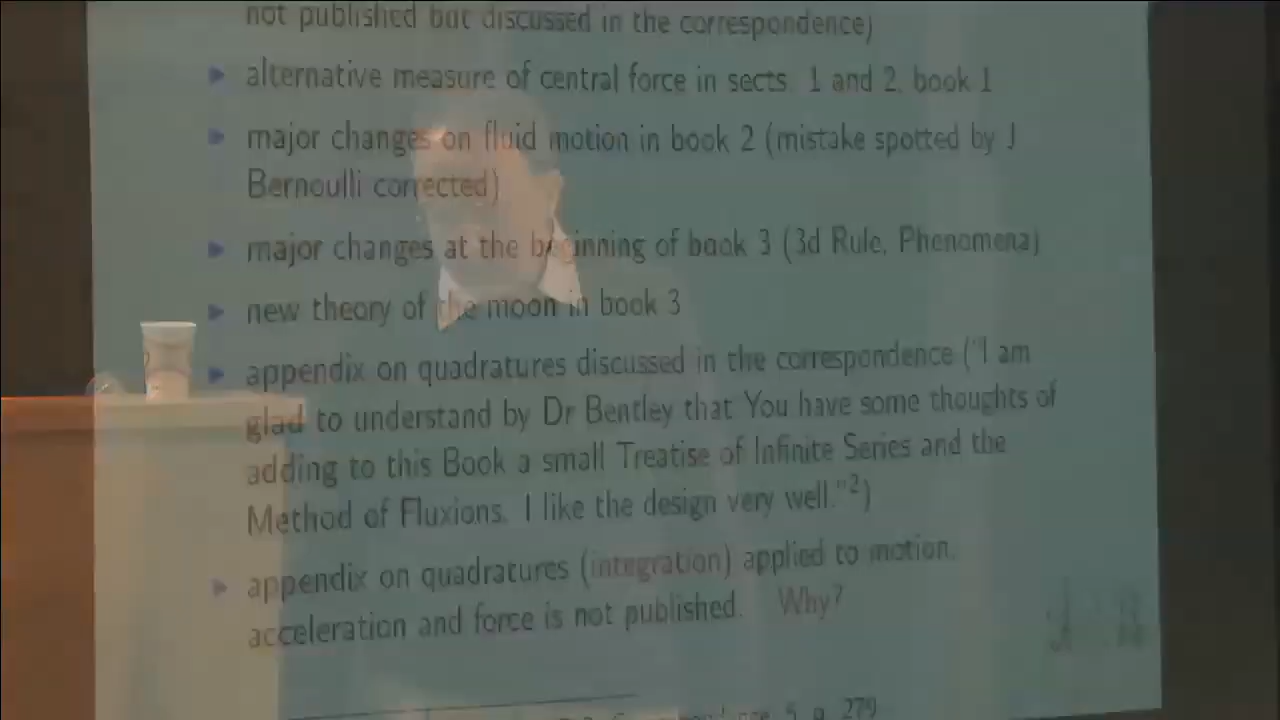 not published but discussed in the correspondence)
▶ alternative measure of central force in sects. 1 and 2, book 1
▶ major changes on fluid motion in book 2 (mistake spotted by J
Bernoulli corrected)
▶ major changes at the beginning of book 3 (3d Rule, Phenomena)
▶ new theory of the moon in book 3
▶ appendix on quadratures discussed in the correspondence ("I am
glad to understand by Dr Bentley that You have some thoughts of
adding to this Book a small Treatise of Infinite Series and the
Method of Fluxions. I like the design very well."²)
▶ appendix on quadratures (integration) applied to motion,
acceleration and force is not published. Why?
5, p. 279